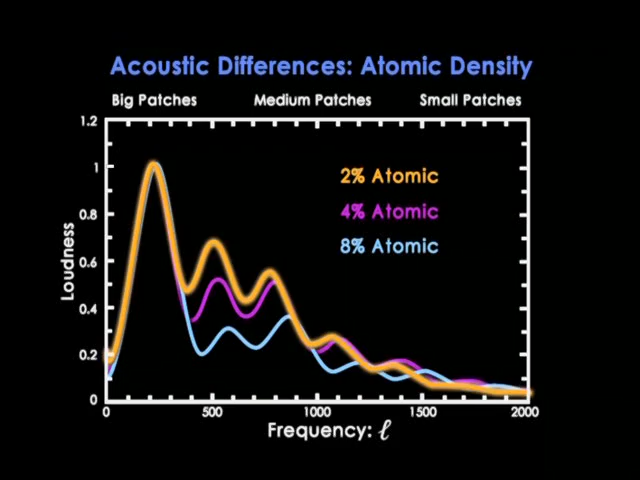 Acoustic Differences: Atomic Density
Big Patches Medium Patches Small Patches
1.2
1
0.8
0.6
0.4
0.2
0
Loudness
2% Atomic
4% Atomic
8% Atomic
0 500 1000 1500 2000
Frequency: ℓ